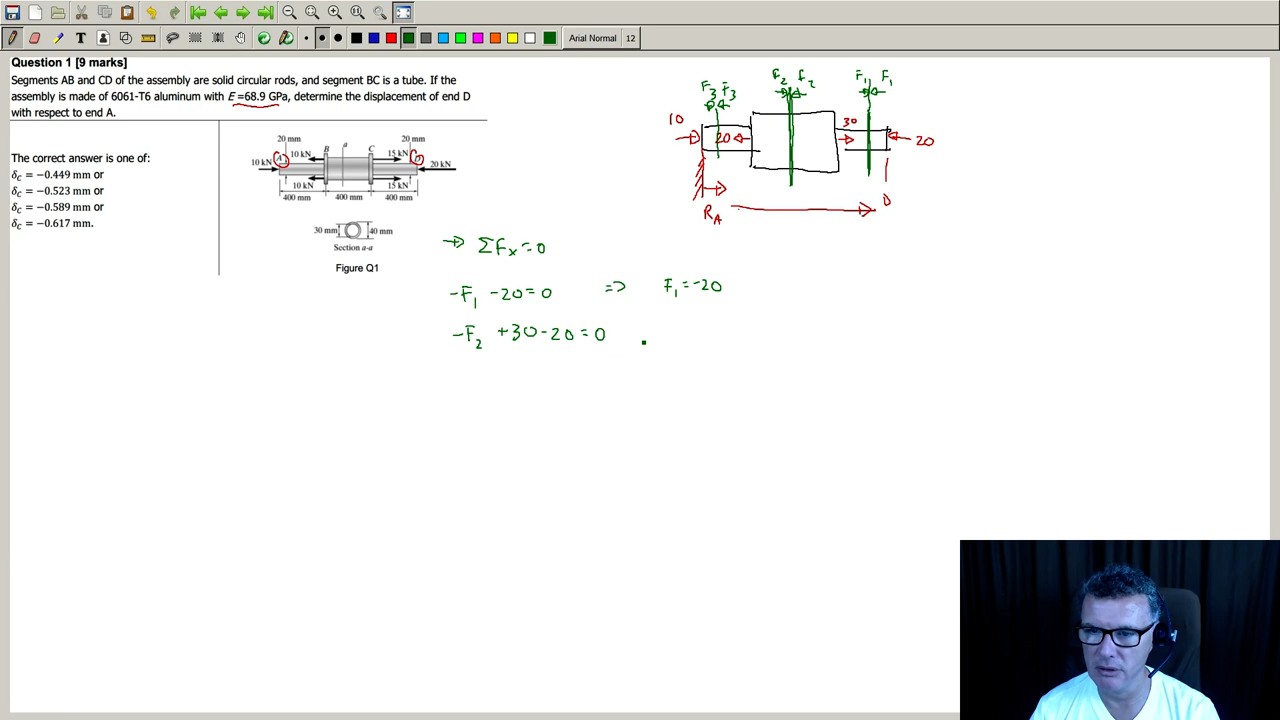 Arial Normal 12
Question 1 [9 marks]
Segments AB and CD of the assembly are solid circular rods, and segment BC is a tube. If the
assembly is made of 6061-T6 aluminum with E =68.9 GPa, determine the displacement of end D
with respect to end A.
The correct answer is one of:
δC = −0.449 mm or
δC = −0.523 mm or
δC = −0.589 mm or
δC = −0.617 mm.
20 mm 20 mm
B a C
10 kN A 10 kN 15 kN 20 kN
10 kN 15 kN
400 mm 400 mm 400 mm
30 mm 40 mm
Section a-a
Figure Q1
F3 F3 F2 F2 F1 F1
10 20 30 20
RA D
ΣFx = 0
-F1 -20 = 0 => F1 = -20
-F2 +30 -20 = 0